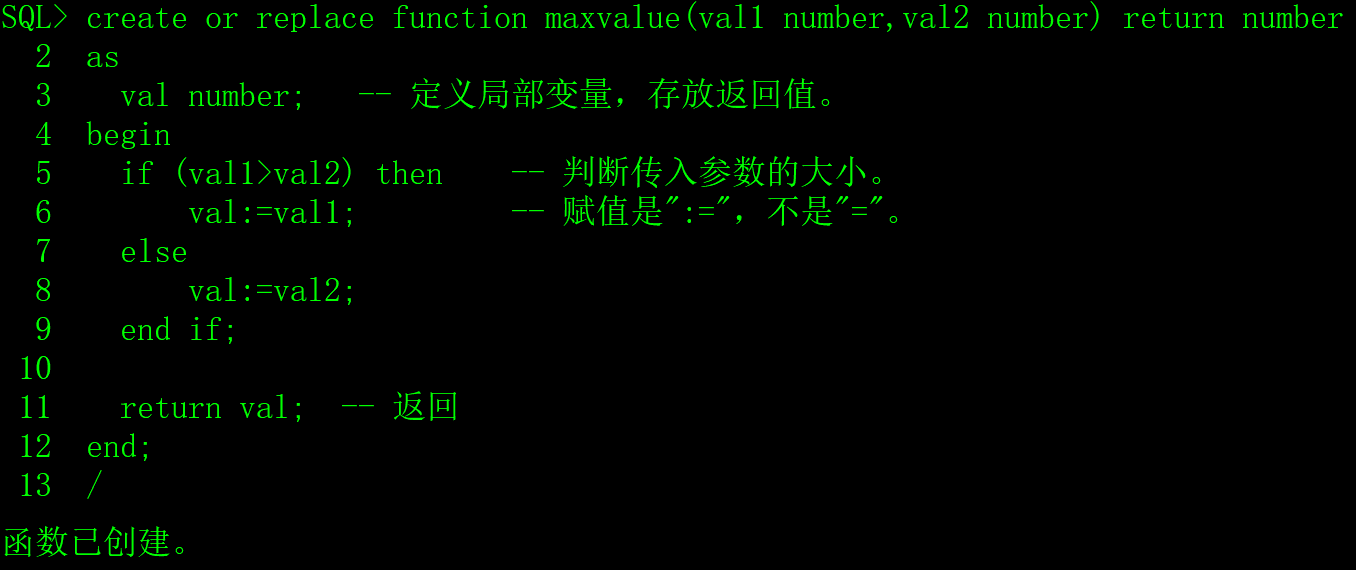 SQL> create or replace function maxvalue(val1 number,val2 number) return number
  2  as
  3    val number;   -- 定义局部变量，存放返回值。
  4  begin
  5    if (val1>val2) then    -- 判断传入参数的大小。
  6        val:=val1;         -- 赋值是":="，不是"="。
  7    else
  8        val:=val2;
  9    end if;
 10
 11    return val;  -- 返回
 12  end;
 13  /
函数已创建。